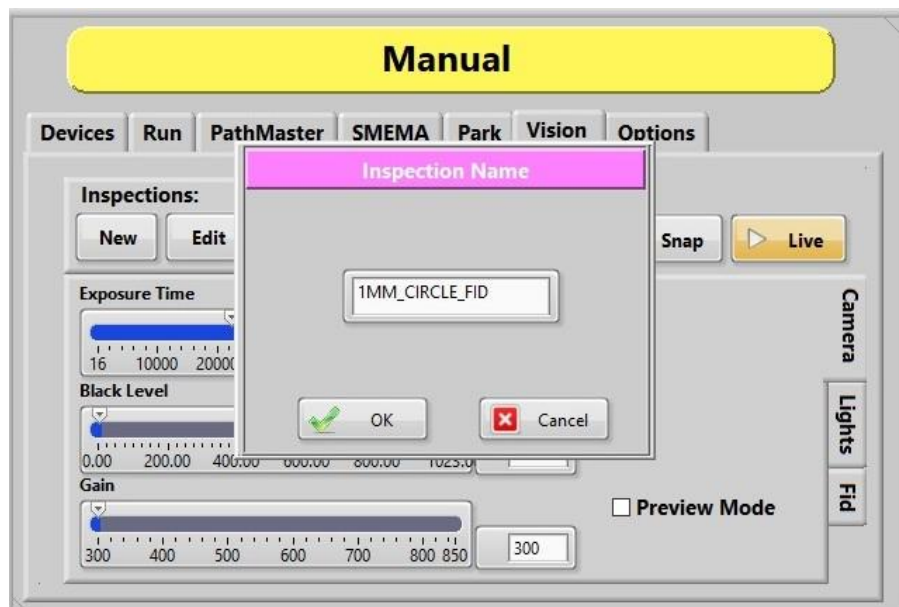 Manual
Devices Run PathMaster SMEMA Park Vision Options
Inspection Name
Inspections:
New Edit Snap Live
1MM_CIRCLE_FID
Exposure Time
16 10000
Black Level
OK Cancel
0.00 200.00
Gain
Preview Mode
300 400 500 600 700 800 850 300
Camera
Lights
Fid